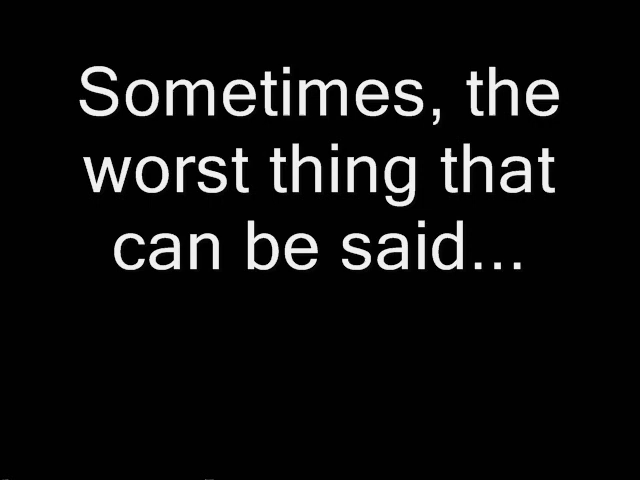 Sometimes, the
worst thing that
can be said...